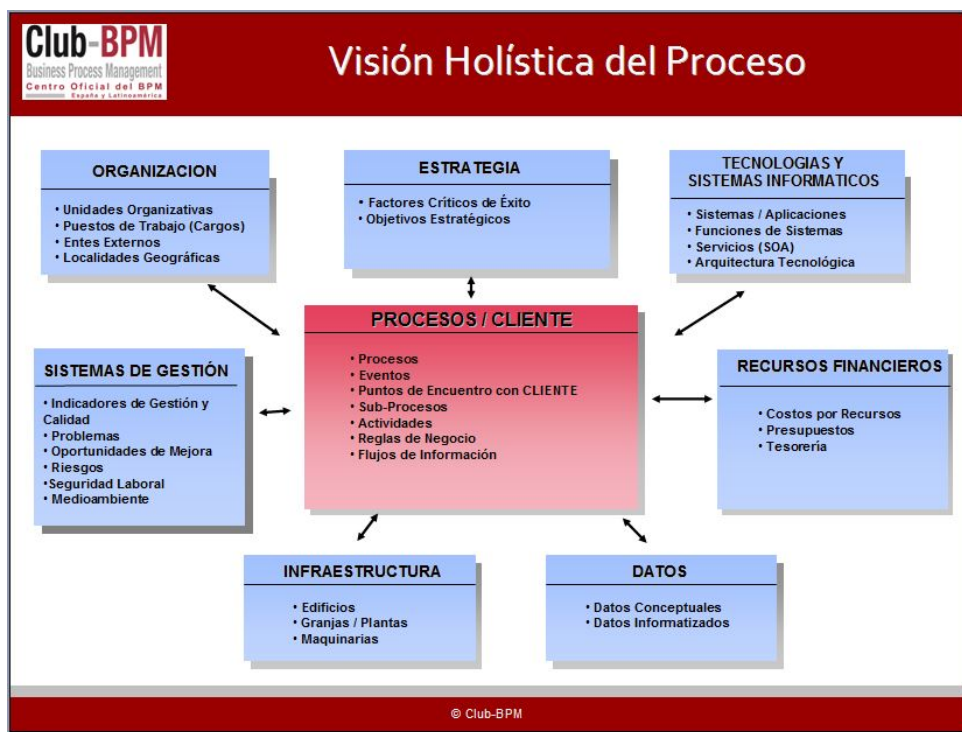 Club-BPM
Business Process Management
Centro Oficial del BPM
España y Latinoamérica
Visión Holística del Proceso
ORGANIZACION
• Unidades Organizativas
• Puestos de Trabajo (Cargos)
• Entes Externos
• Localidades Geográficas
ESTRATEGIA
• Factores Críticos de Éxito
• Objetivos Estratégicos
TECNOLOGIAS Y
SISTEMAS INFORMATICOS
• Sistemas / Aplicaciones
• Funciones de Sistemas
• Servicios (SOA)
• Arquitectura Tecnológica
PROCESOS / CLIENTE
• Procesos
• Eventos
• Puntos de Encuentro con CLIENTE
• Sub-Procesos
• Actividades
• Reglas de Negocio
• Flujos de Información
SISTEMAS DE GESTIÓN
• Indicadores de Gestión y
Calidad
• Problemas
• Oportunidades de Mejora
• Riesgos
•Seguridad Laboral
• Medioambiente
RECURSOS FINANCIEROS
• Costos por Recursos
• Presupuestos
• Tesorería
INFRAESTRUCTURA
• Edificios
• Granjas / Plantas
• Maquinarias
DATOS
• Datos Conceptuales
• Datos Informatizados
© Club-BPM